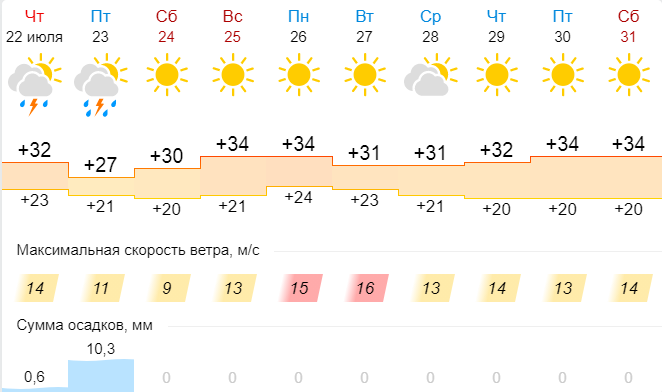 Чт Пт Сб Вс Пн Вт Ср Чт Пт Сб
22 июля 23 24 25 26 27 28 29 30 31
+32 +27 +30 +34 +34 +31 +31 +32 +34 +34
+23 +21 +20 +21 +24 +23 +21 +20 +20 +20
Максимальная скорость ветра, м/с
14 11 9 13 15 16 13 14 13 14
Сумма осадков, мм
0,6 10,3 0 0 0 0 0 0 0 0